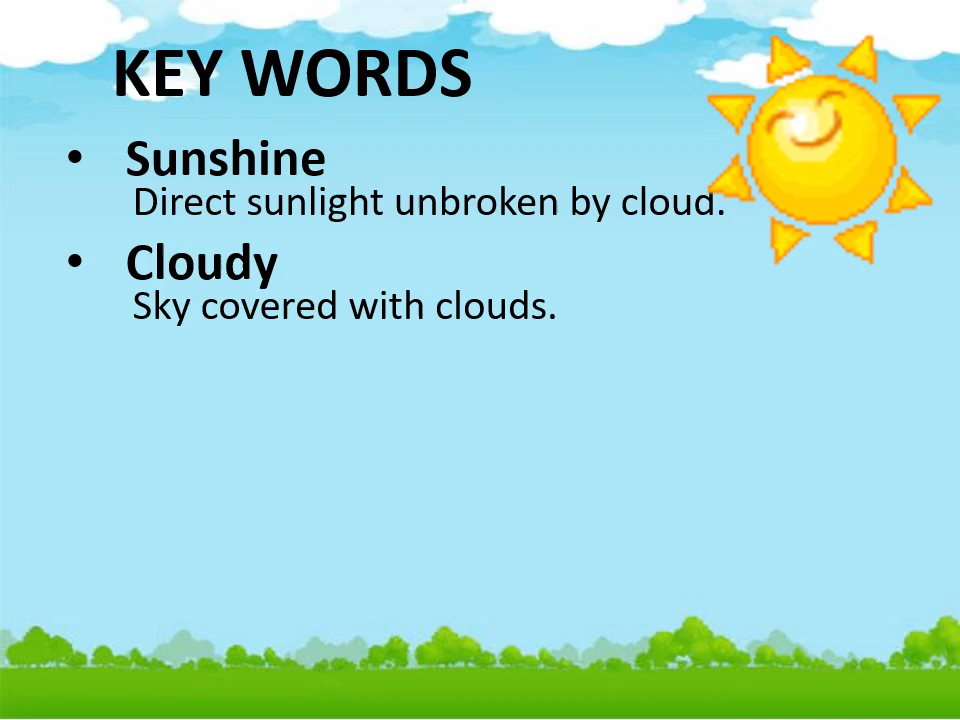 KEY WORDS
• Sunshine
Direct sunlight unbroken by cloud.
• Cloudy
Sky covered with clouds.